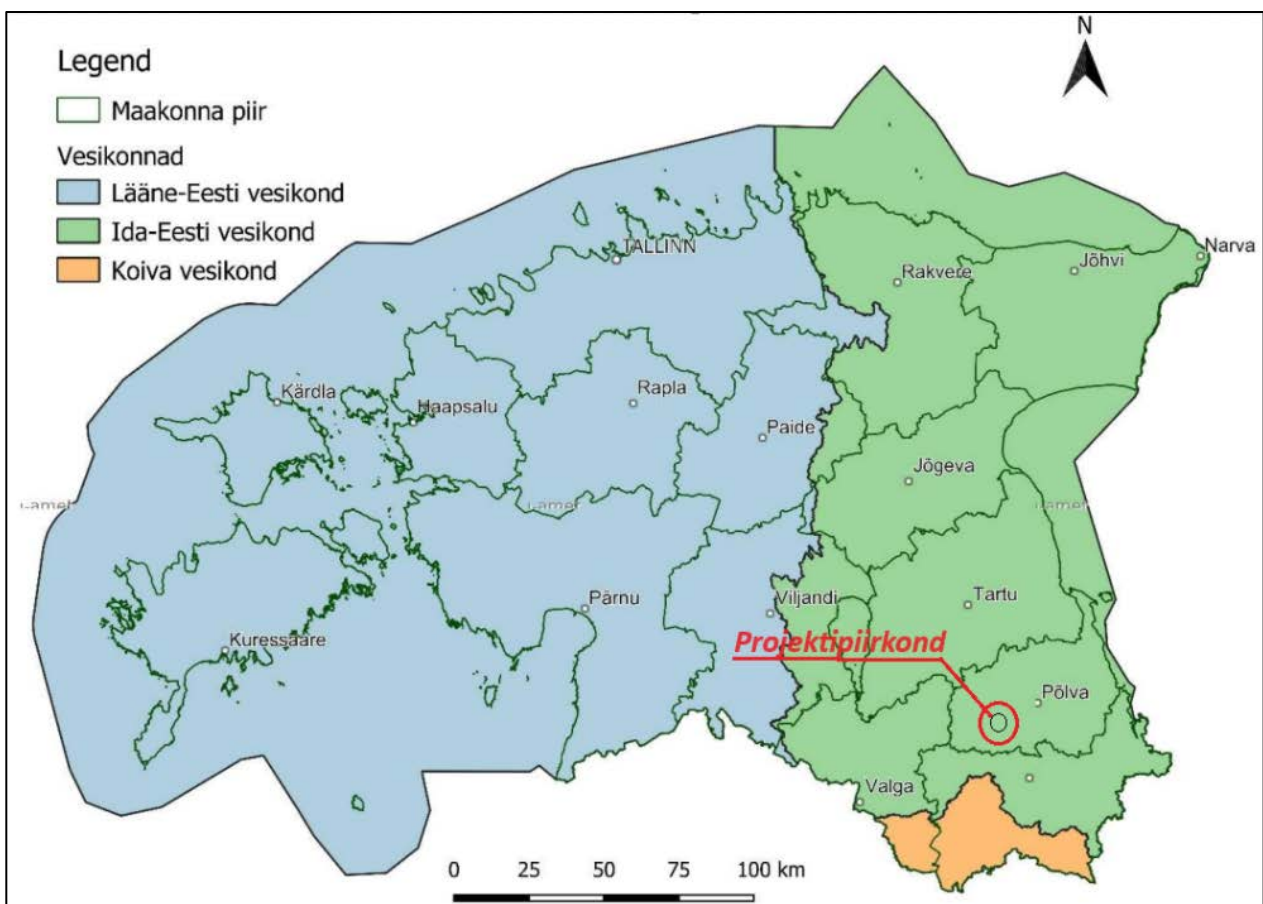 N
Legend
Maakonna piir
Vesikonnad
Lääne-Eesti vesikond
Ida-Eesti vesikond
Koiva vesikond
TALLINN
Narva
Jõhvi
Rakvere
Kärdla
Haapsalu
Rapla
Paide
Jõgeva
Pärnu
Viljandi
Tartu
Kuressaare
Projektipiirkond
Põlva
Valga
0 25 50 75 100 km